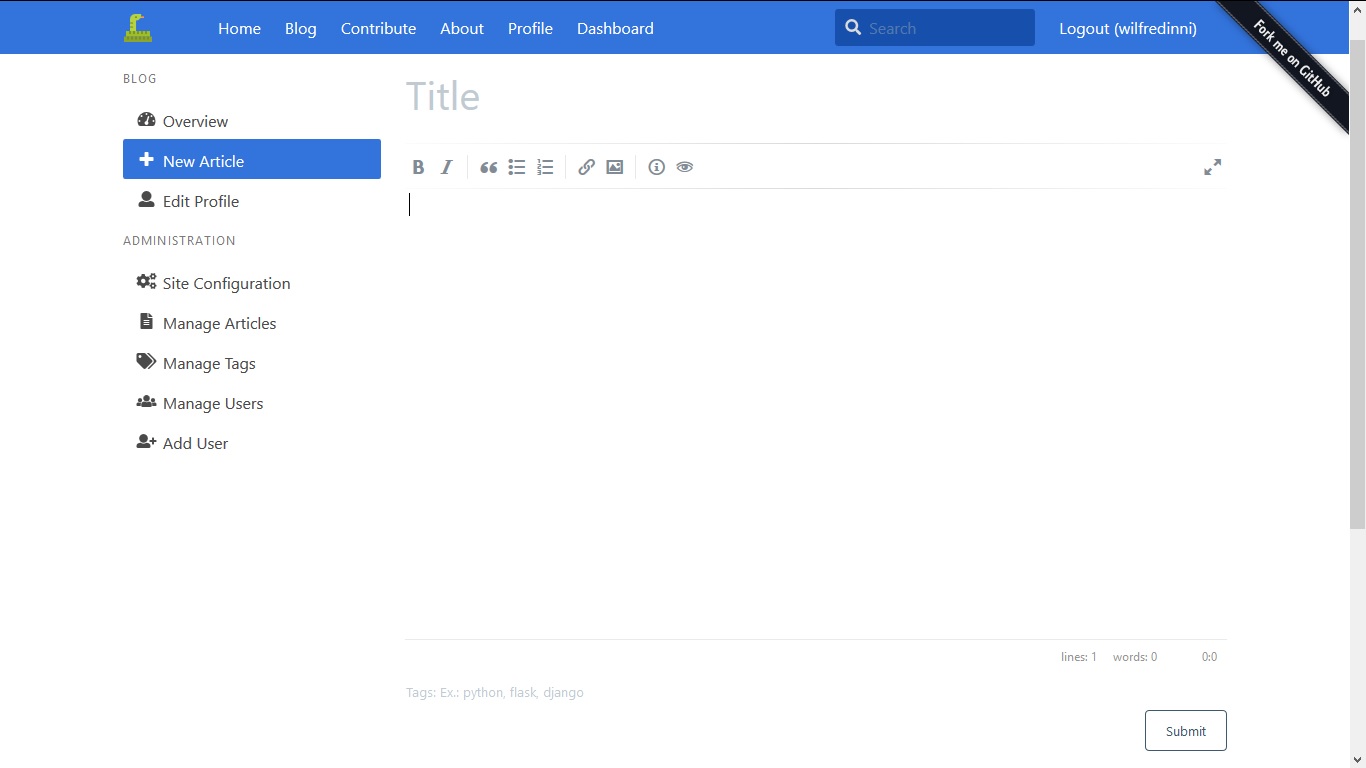 Home Blog Contribute About Profile Dashboard Search Logout (wilfredinni)
Fork me on GitHub
BLOG
Overview
New Article
Edit Profile
ADMINISTRATION
Site Configuration
Manage Articles
Manage Tags
Manage Users
Add User
Title
lines: 1 words: 0 0:0
Tags: Ex.: python, flask, django
Submit